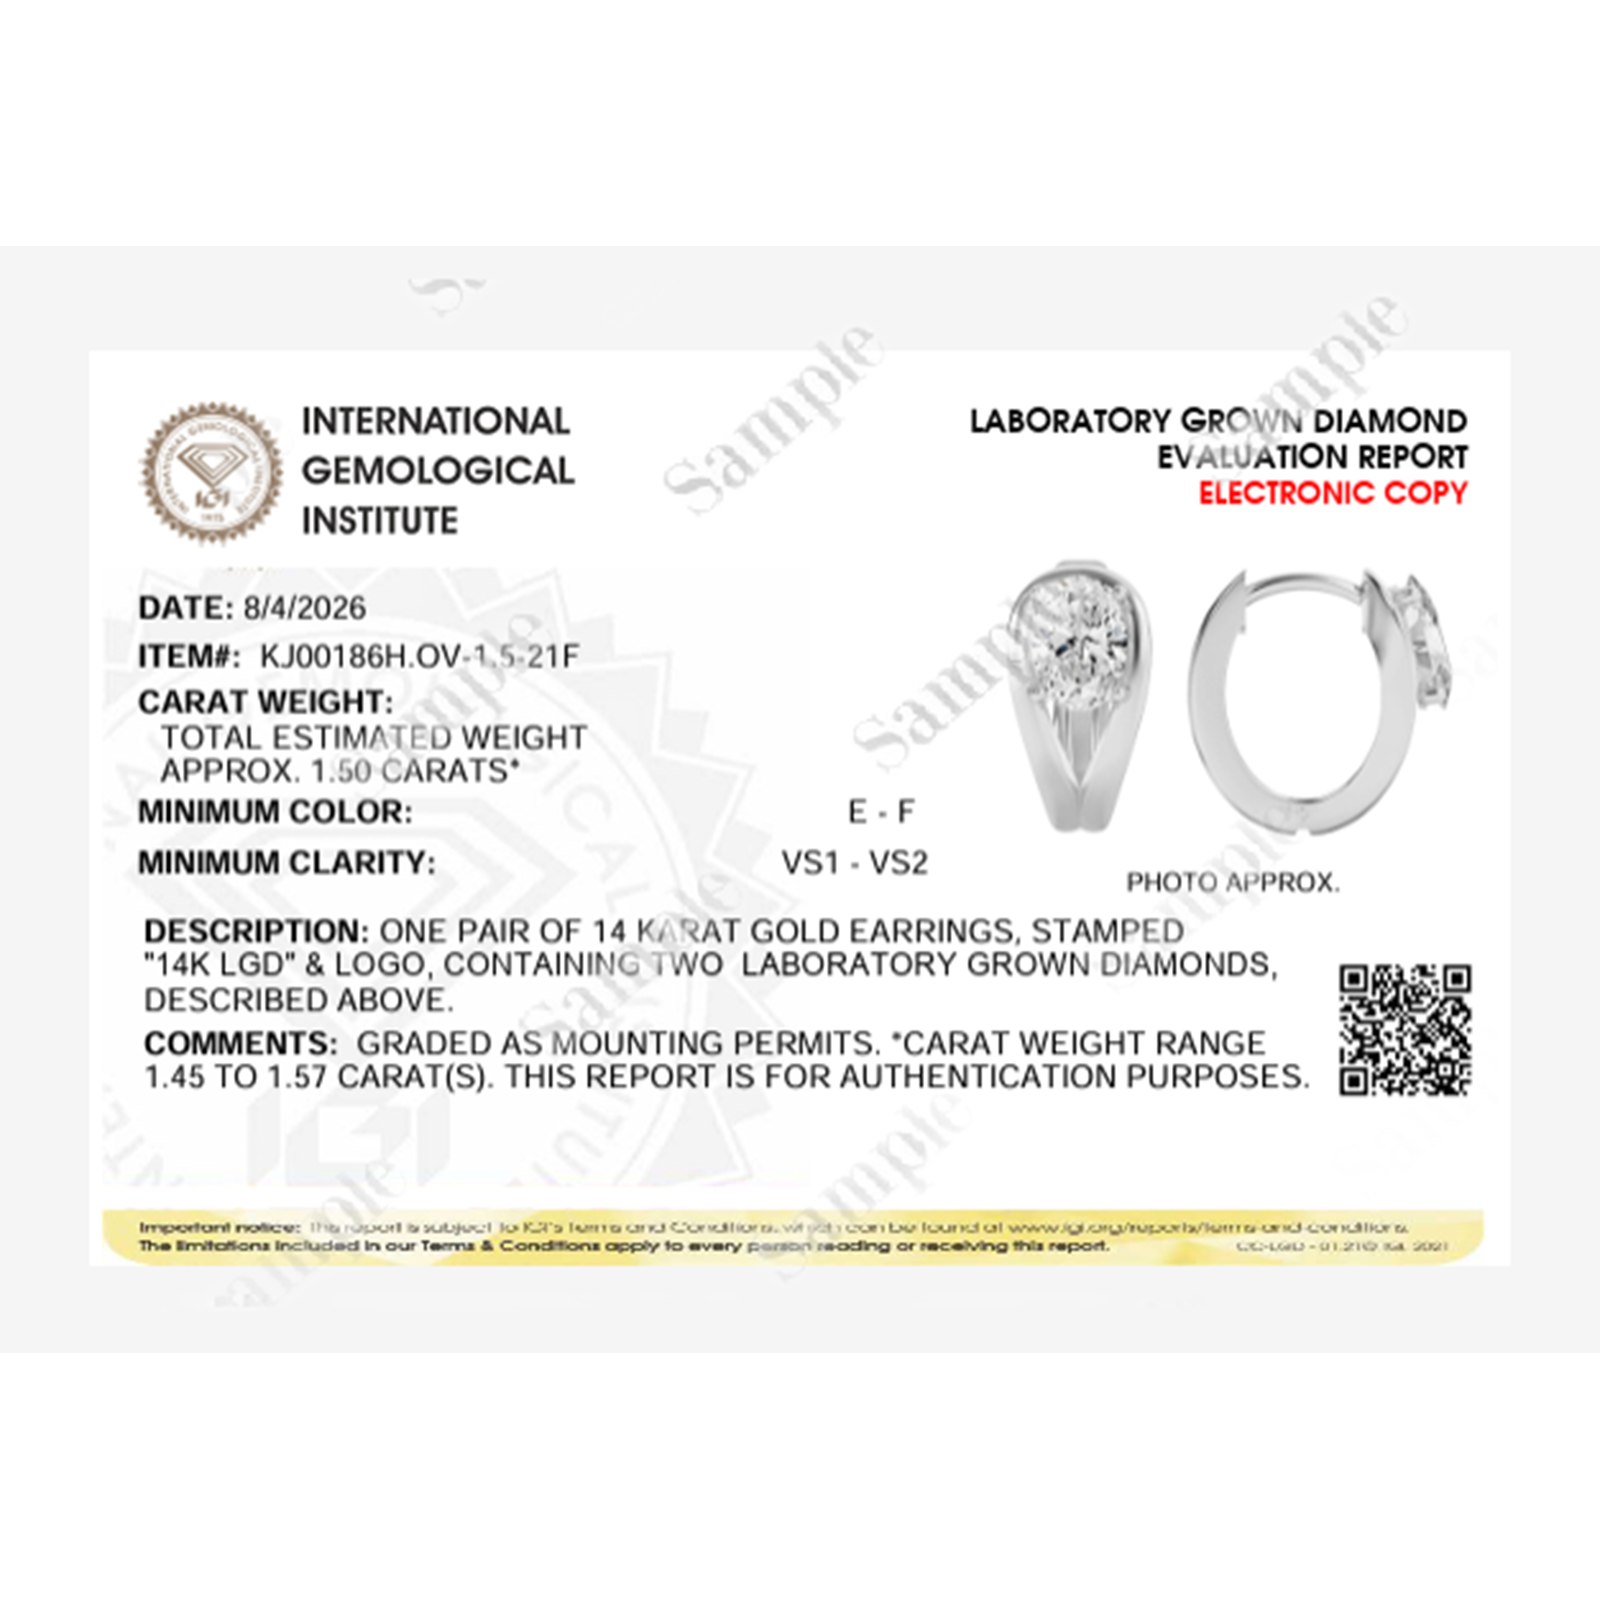 INTERNATIONAL
GEMOLOGICAL
INSTITUTE
LABORATORY GROWN DIAMOND
EVALUATION REPORT
ELECTRONIC COPY
DATE: 8/4/2026
ITEM#: KJ00186H.OV-1.5-21F
CARAT WEIGHT:
TOTAL ESTIMATED WEIGHT
APPROX. 1.50 CARATS*
MINIMUM COLOR: E - F
MINIMUM CLARITY: VS1 - VS2
PHOTO APPROX.
DESCRIPTION: ONE PAIR OF 14 KARAT GOLD EARRINGS, STAMPED
"14K LGD" & LOGO, CONTAINING TWO LABORATORY GROWN DIAMONDS,
DESCRIBED ABOVE.
COMMENTS: GRADED AS MOUNTING PERMITS. *CARAT WEIGHT RANGE
1.45 TO 1.57 CARAT(S). THIS REPORT IS FOR AUTHENTICATION PURPOSES.
Important notice: This report is subject to IGI's Terms and Conditions, which can be found at www.igi.org/reports/terms-and-conditions.
The limitations included in our Terms & Conditions apply to every person reading or receiving this report.
Sample
Sample
Sample
Sample
Sample
Sample
Sample